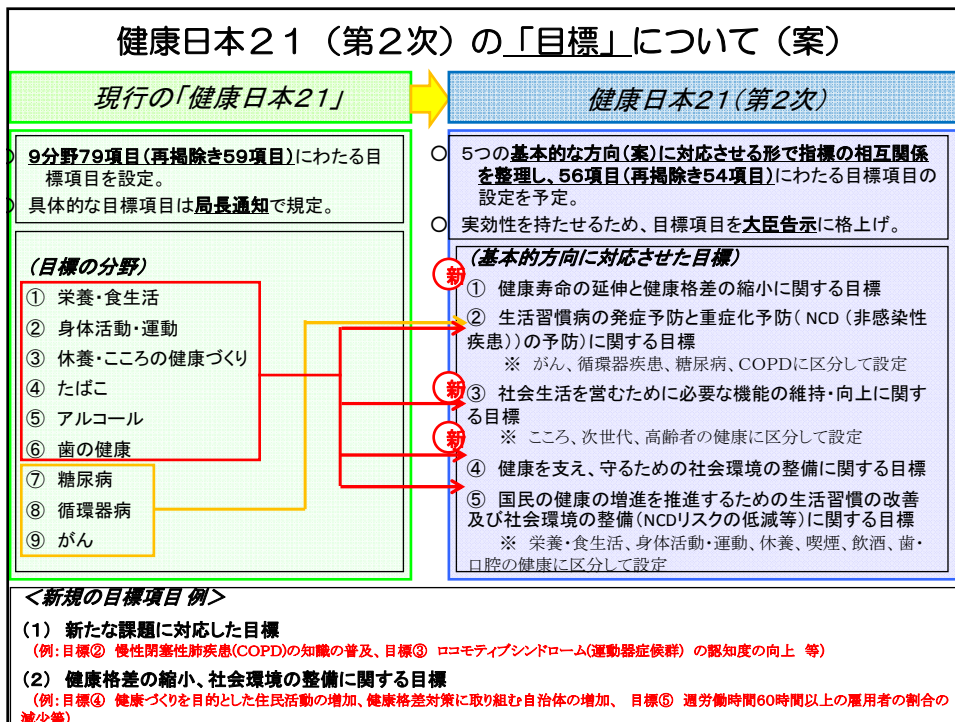 健康日本２１（第２次）の「目標」について（案）
現行の「健康日本２１」
健康日本２１（第２次）
○ 9分野79項目(再掲除き59項目)にわたる目
標項目を設定。
○ 具体的な目標項目は局長通知で規定。
(目標の分野)
① 栄養・食生活
② 身体活動・運動
③ 休養・こころの健康づくり
④ たばこ
⑤ アルコール
⑥ 歯の健康
⑦ 糖尿病
⑧ 循環器病
⑨ がん
○ 5つの基本的な方向(案)に対応させる形で指標の相互関係
を整理し、56項目(再掲除き54項目)にわたる目標項目の
設定を予定。
○ 実効性を持たせるため、目標項目を大臣告示に格上げ。
(基本的方向に対応させた目標)
新
① 健康寿命の延伸と健康格差の縮小に関する目標
② 生活習慣病の発症予防と重症化予防( NCD (非感染性
疾患))の予防)に関する目標
※ がん、循環器疾患、糖尿病、COPDに区分して設定
新
③ 社会生活を営むために必要な機能の維持・向上に関す
る目標
※ こころ、次世代、高齢者の健康に区分して設定
新
④ 健康を支え、守るための社会環境の整備に関する目標
⑤ 国民の健康の増進を推進するための生活習慣の改善
及び社会環境の整備(NCDリスクの低減等)に関する目標
※ 栄養・食生活、身体活動・運動、休養、喫煙、飲酒、歯・
口腔の健康に区分して設定
＜新規の目標項目 例＞
（1） 新たな課題に対応した目標
(例:目標② 慢性閉塞性肺疾患(COPD)の知識の普及、目標③ ロコモティブシンドローム(運動器症候群) の認知度の向上 等)
（2） 健康格差の縮小、社会環境の整備に関する目標
(例:目標④ 健康づくりを目的とした住民活動の増加、健康格差対策に取り組む自治体の増加、 目標⑤ 週労働時間60時間以上の雇用者の割合の
減少等)